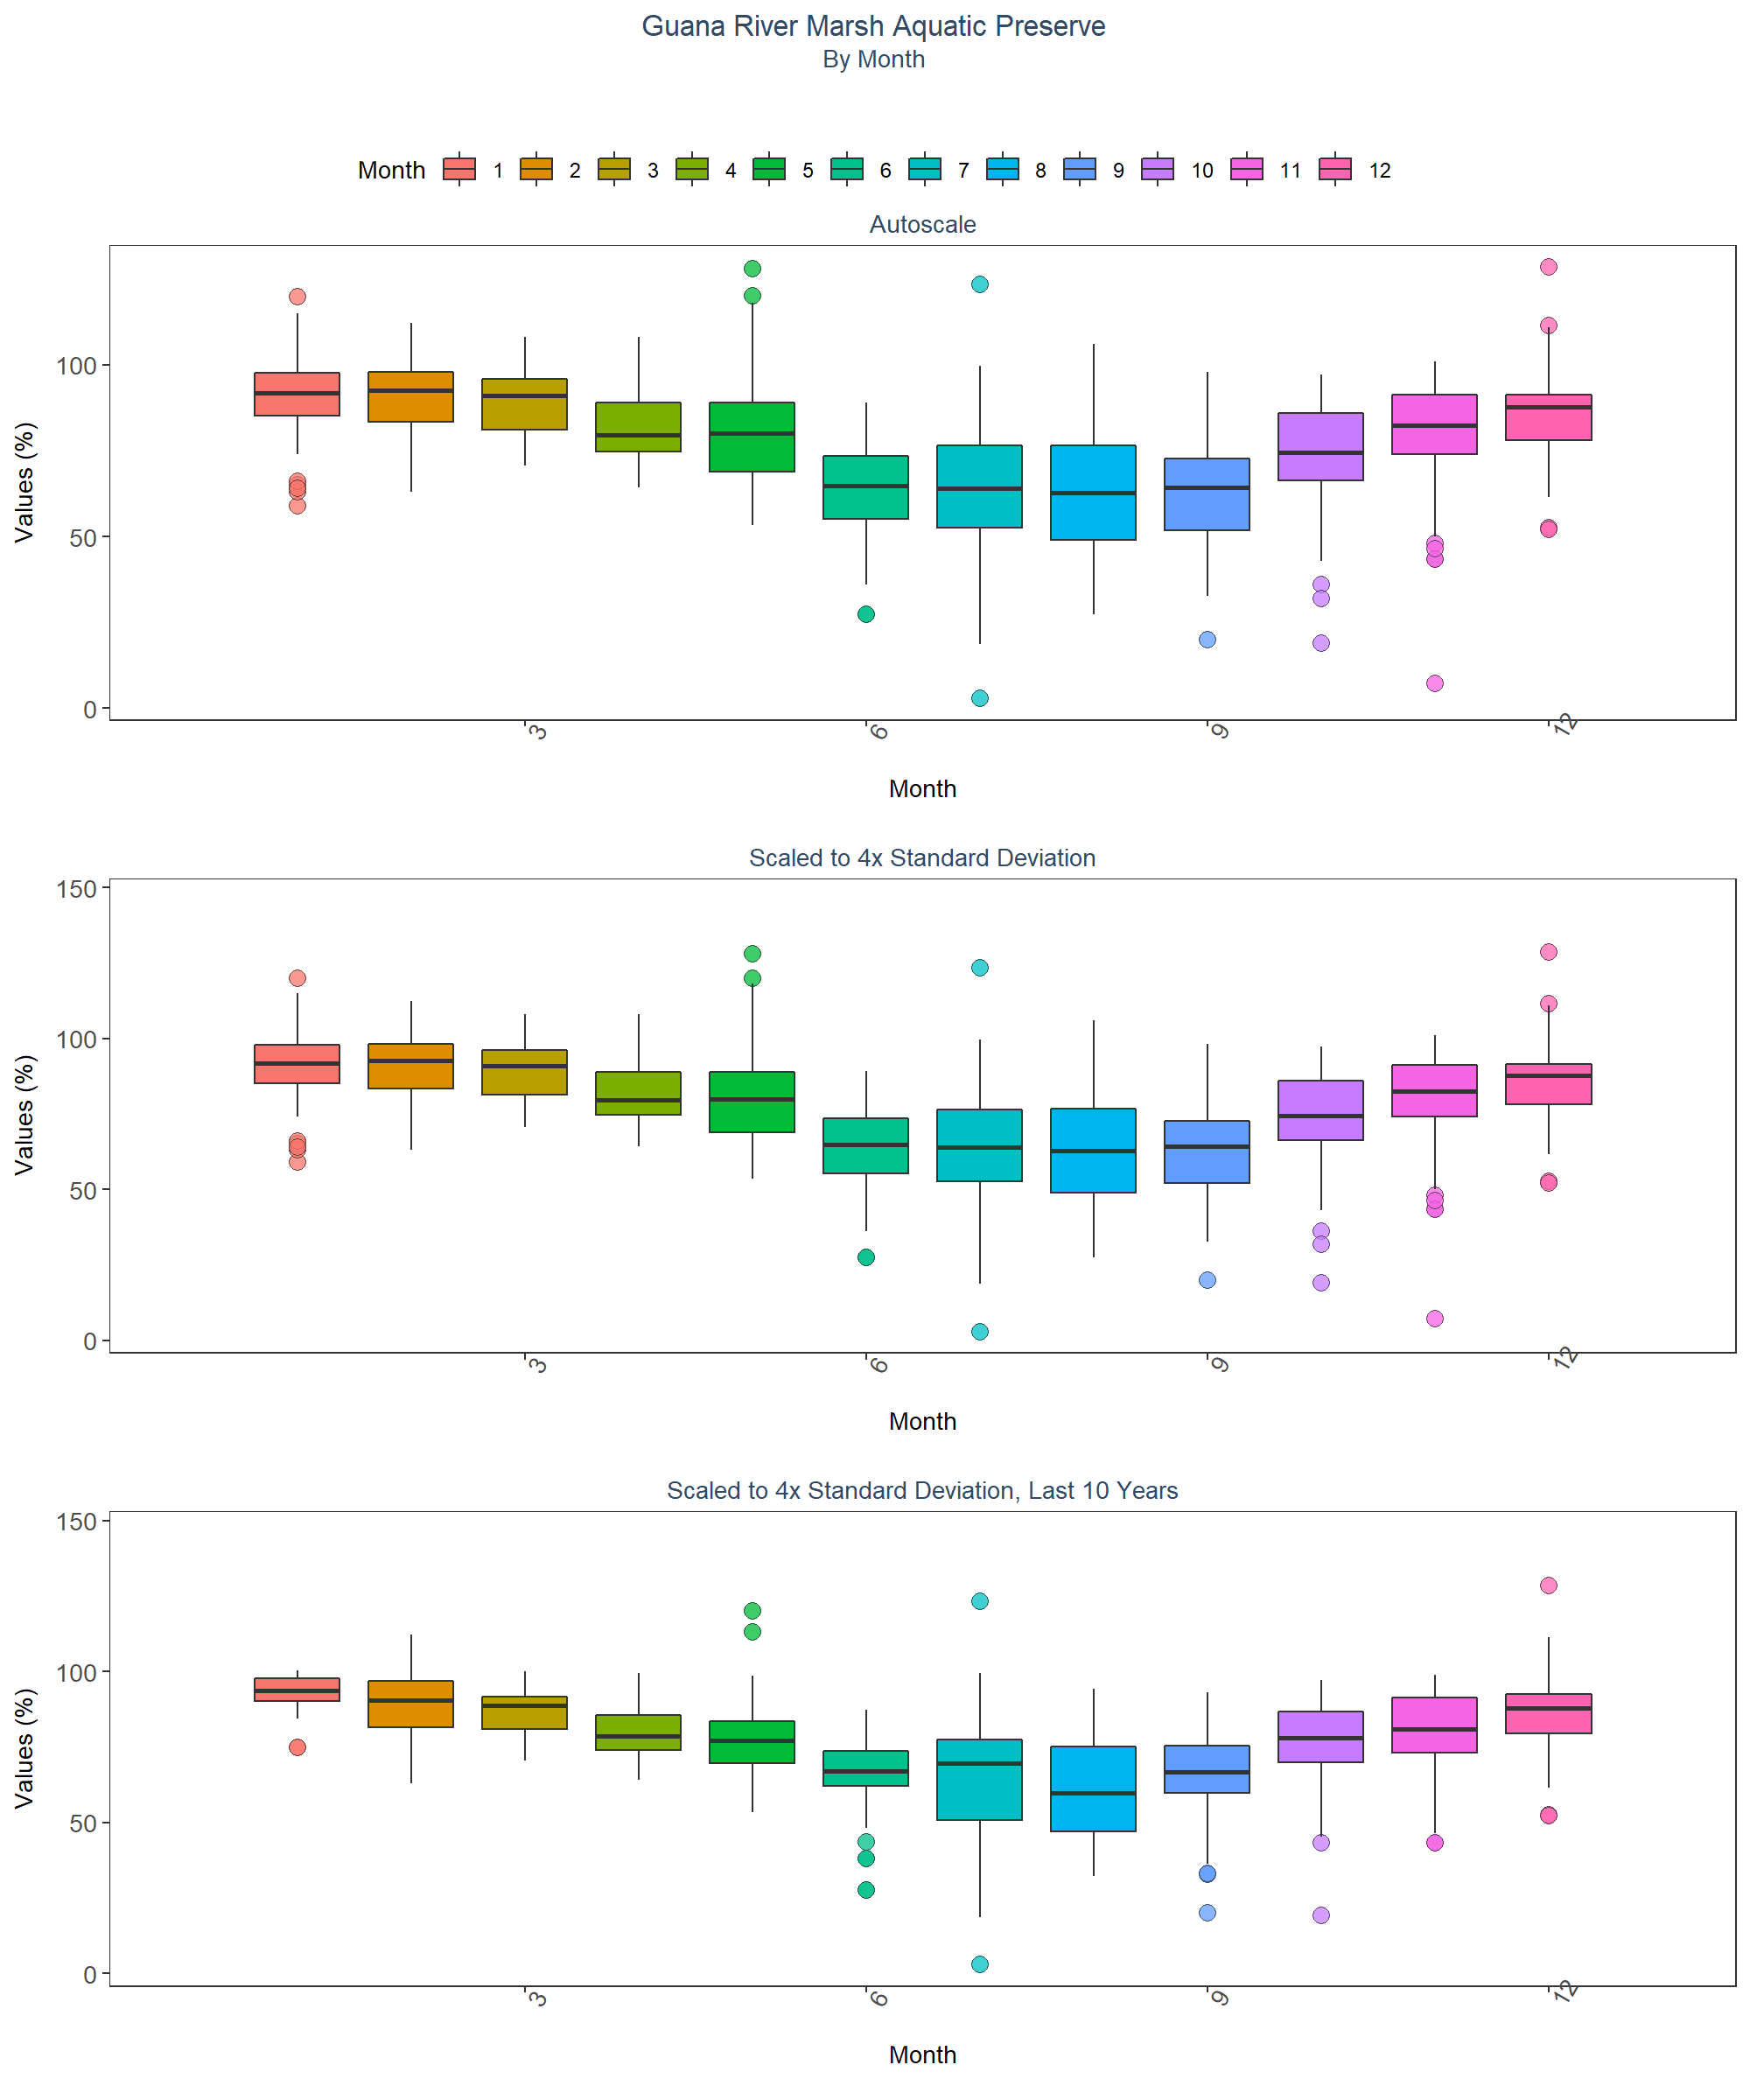 Guana River Marsh Aquatic Preserve
By Month
Month 1 2 3 4 5 6 7 8 9 10 11 12
Autoscale
Values (%)
100
50
0
3 6 9 12
Month
Scaled to 4x Standard Deviation
Values (%)
150
100
50
0
3 6 9 12
Month
Scaled to 4x Standard Deviation, Last 10 Years
Values (%)
150
100
50
0
3 6 9 12
Month